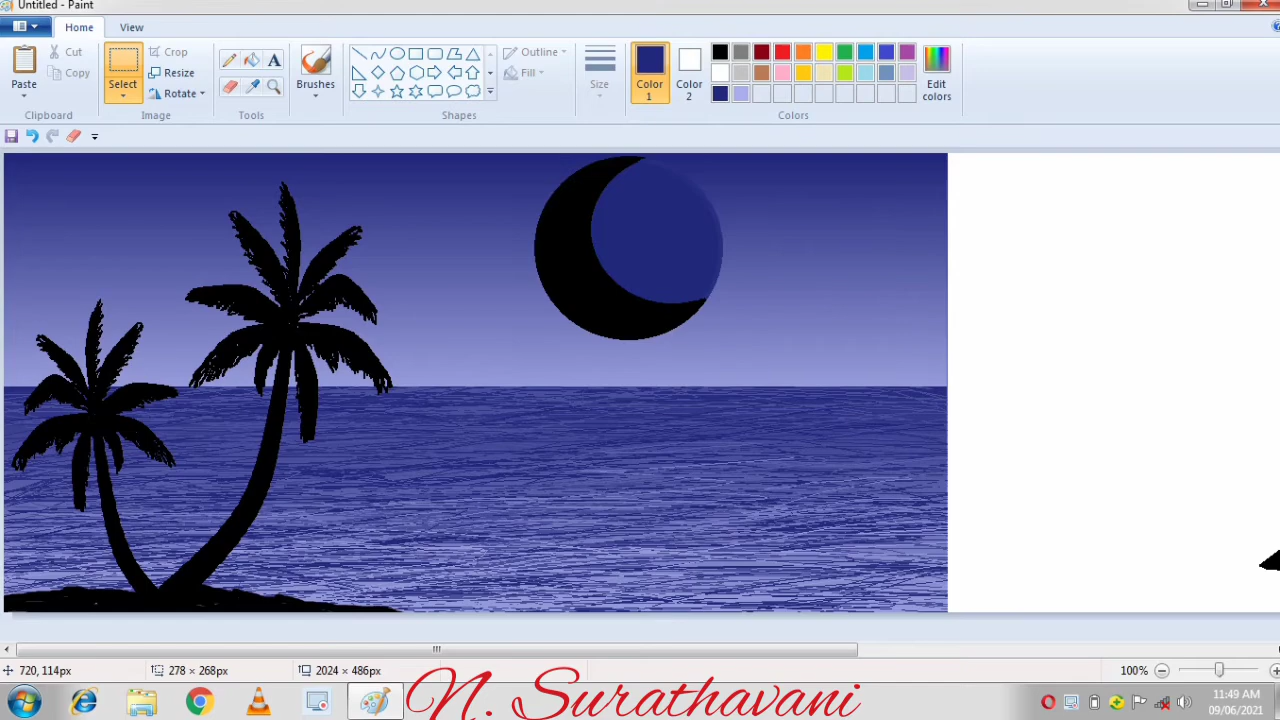 Untitled - Paint
Home
View
Paste
Cut
Copy
Clipboard
Select
Crop
Resize
Rotate
Image
A
Tools
Brushes
Shapes
Outline
Fill
Size
Color
1
Color
2
Edit
colors
Colors
720, 114px
278 × 268px
2024 × 486px
100%
N. Surathavani
11:49 AM
09/06/2021